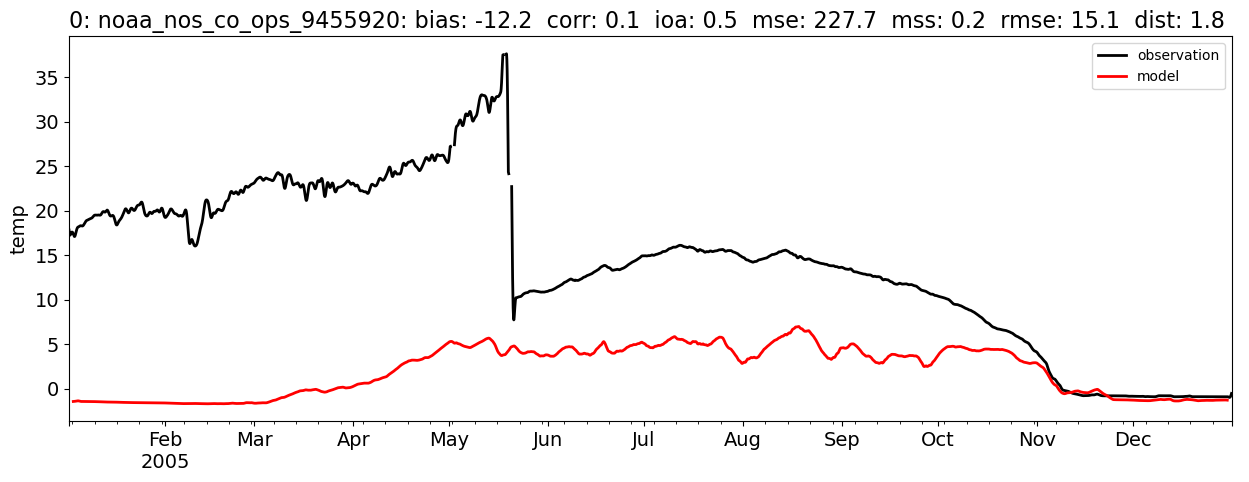 0: noaa_nos_co_ops_9455920: bias: -12.2  corr: 0.1  ioa: 0.5  mse: 227.7  mss: 0.2  rmse: 15.1  dist: 1.8
observation
model
35
30
25
20
15
10
5
0
temp
Feb Mar Apr May Jun Jul Aug Sep Oct Nov Dec
2005